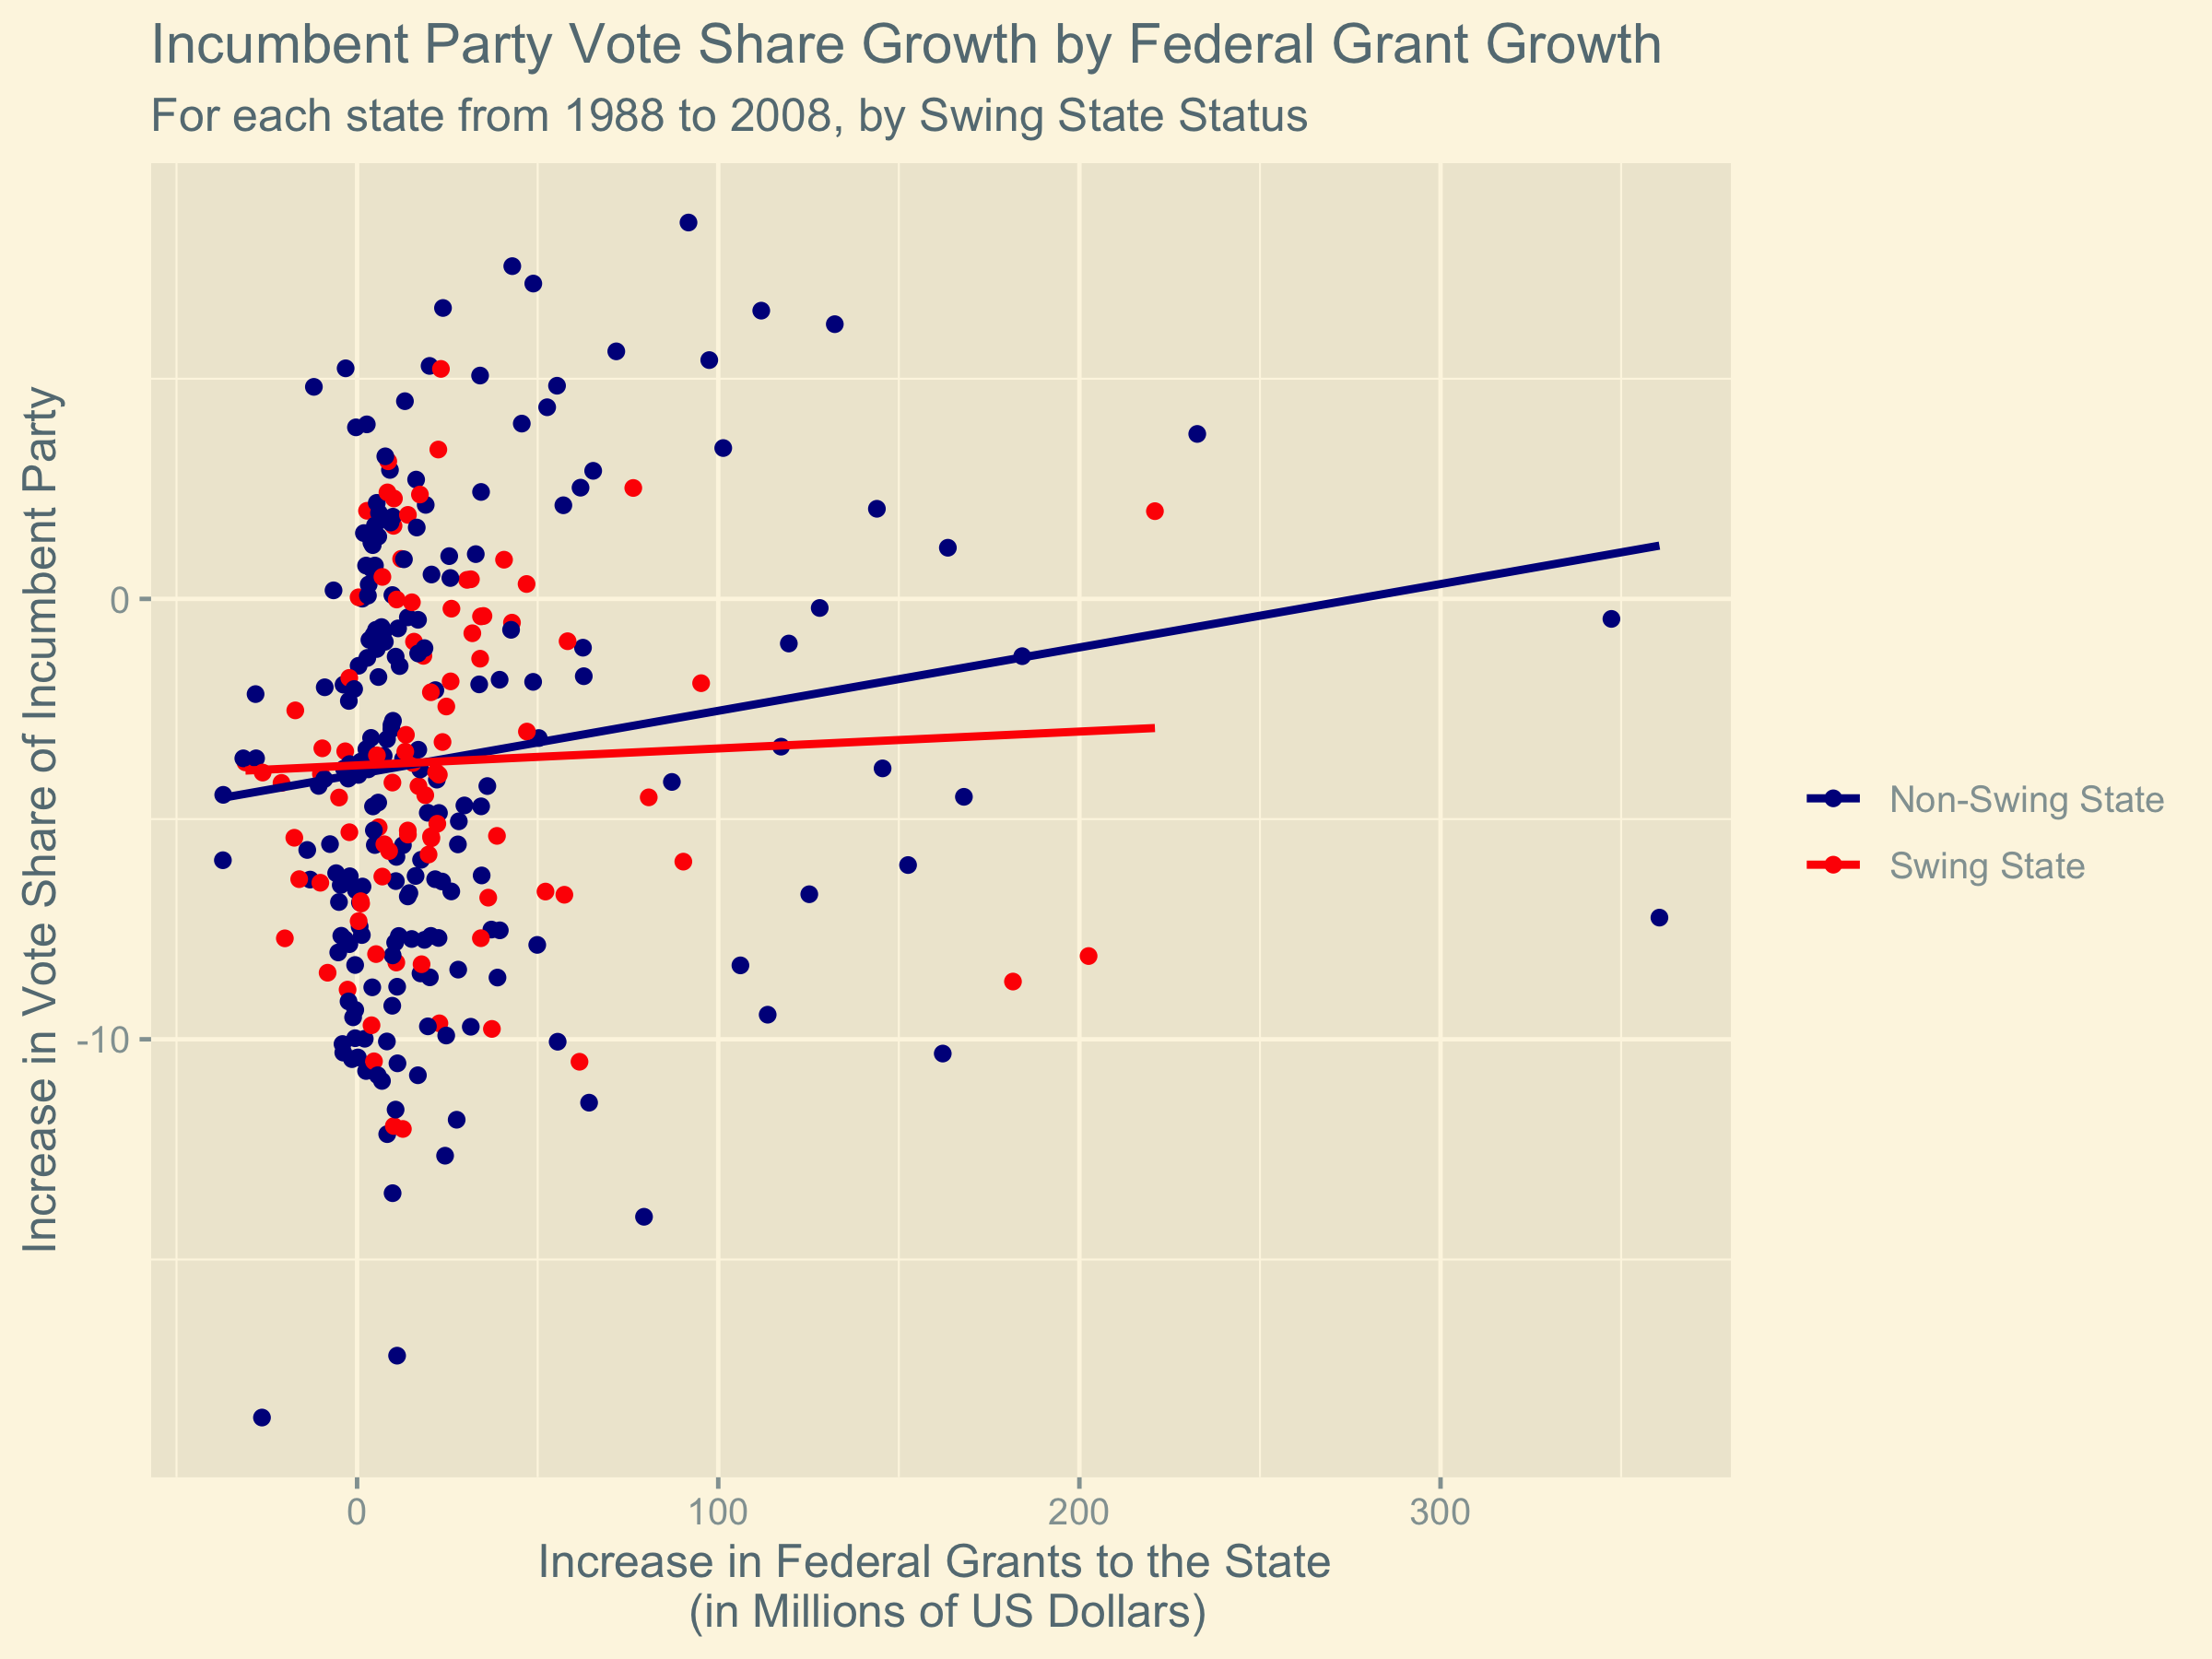 Incumbent Party Vote Share Growth by Federal Grant Growth
For each state from 1988 to 2008, by Swing State Status
Increase in Vote Share of Incumbent Party
0
-10
Non-Swing State
Swing State
0 100 200 300
Increase in Federal Grants to the State
(in Millions of US Dollars)